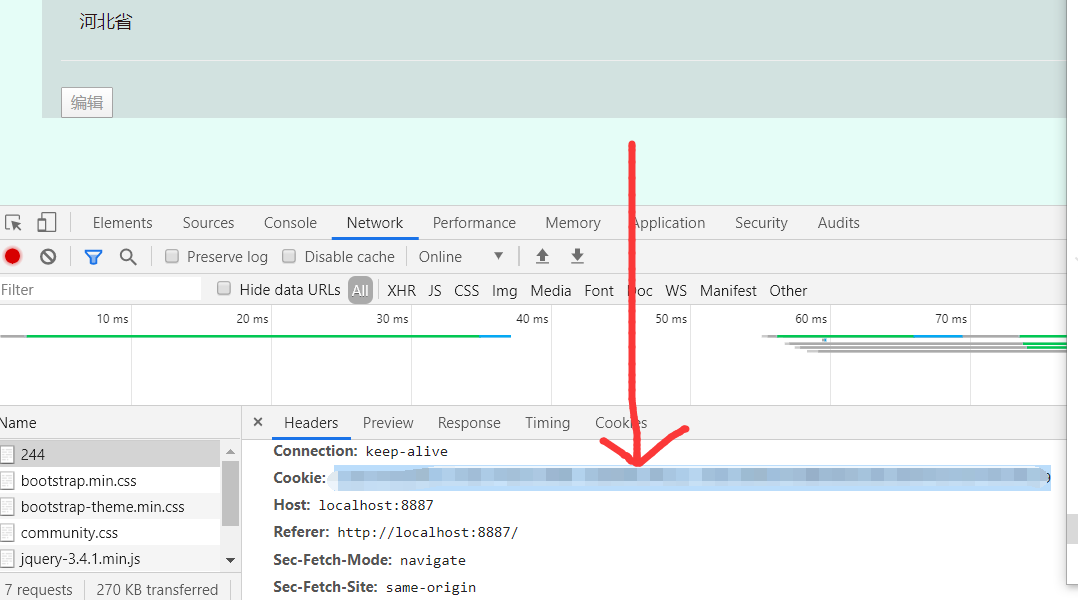 河北省
编辑
Elements Sources Console Network Performance Memory Application Security Audits
Preserve log Disable cache Online
Filter Hide data URLs All XHR JS CSS Img Media Font Doc WS Manifest Other
10 ms 20 ms 30 ms 40 ms 50 ms 60 ms 70 ms
Name × Headers Preview Response Timing Cookies
244
bootstrap.min.css
bootstrap-theme.min.css
community.css
jquery-3.4.1.min.js
7 requests 270 KB transferred
Connection: keep-alive
Cookie:
Host: localhost:8887
Referer: http://localhost:8887/
Sec-Fetch-Mode: navigate
Sec-Fetch-Site: same-origin